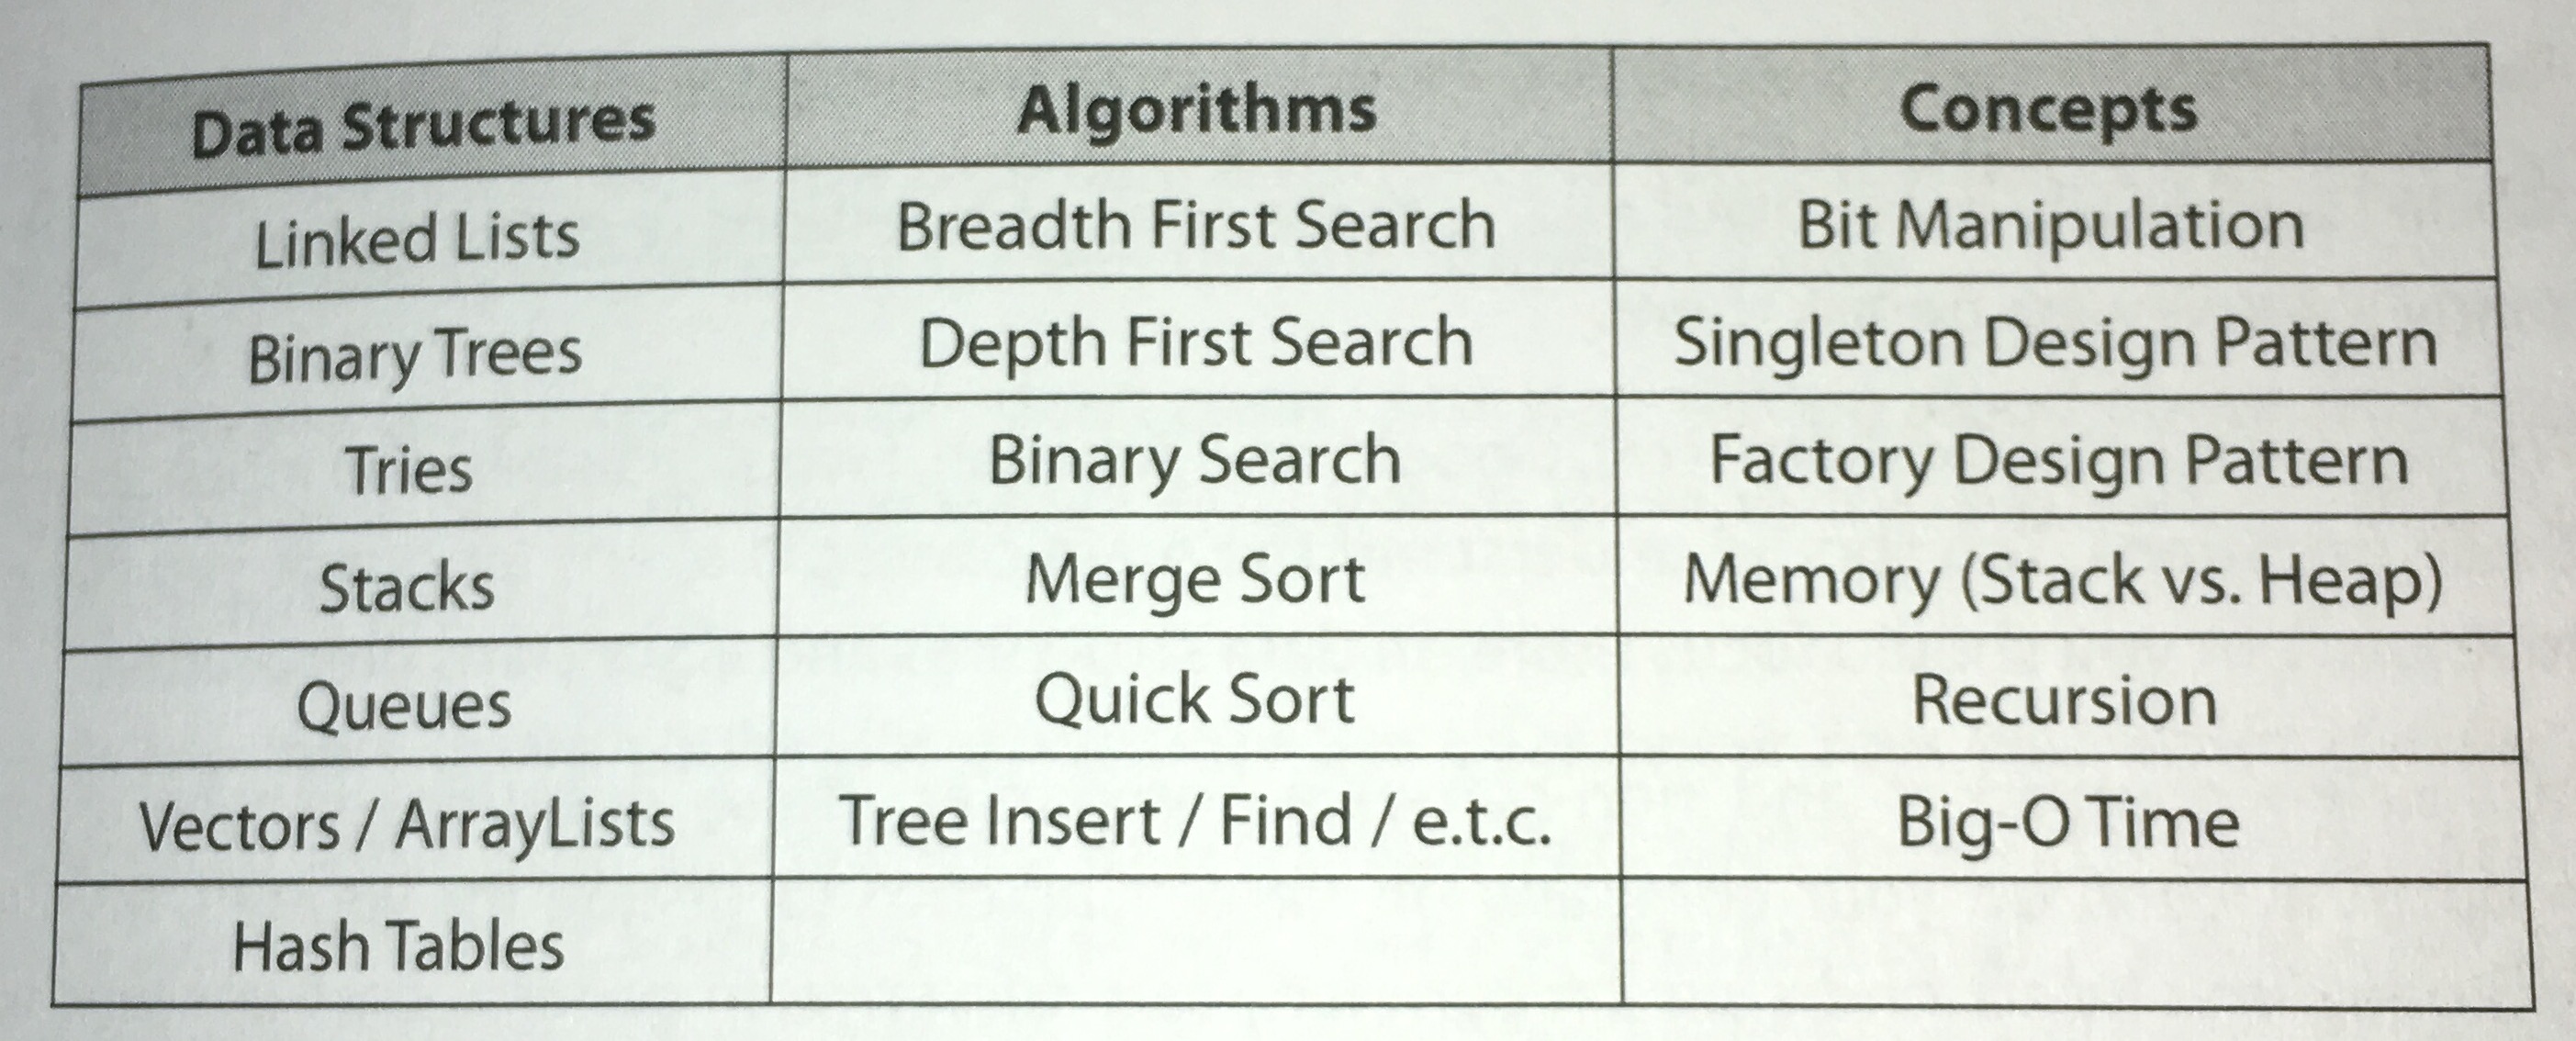 Data Structures Algorithms Concepts
Linked Lists Breadth First Search Bit Manipulation
Binary Trees Depth First Search Singleton Design Pattern
Tries Binary Search Factory Design Pattern
Stacks Merge Sort Memory (Stack vs. Heap)
Queues Quick Sort Recursion
Vectors / ArrayLists Tree Insert / Find / e.t.c. Big-O Time
Hash Tables